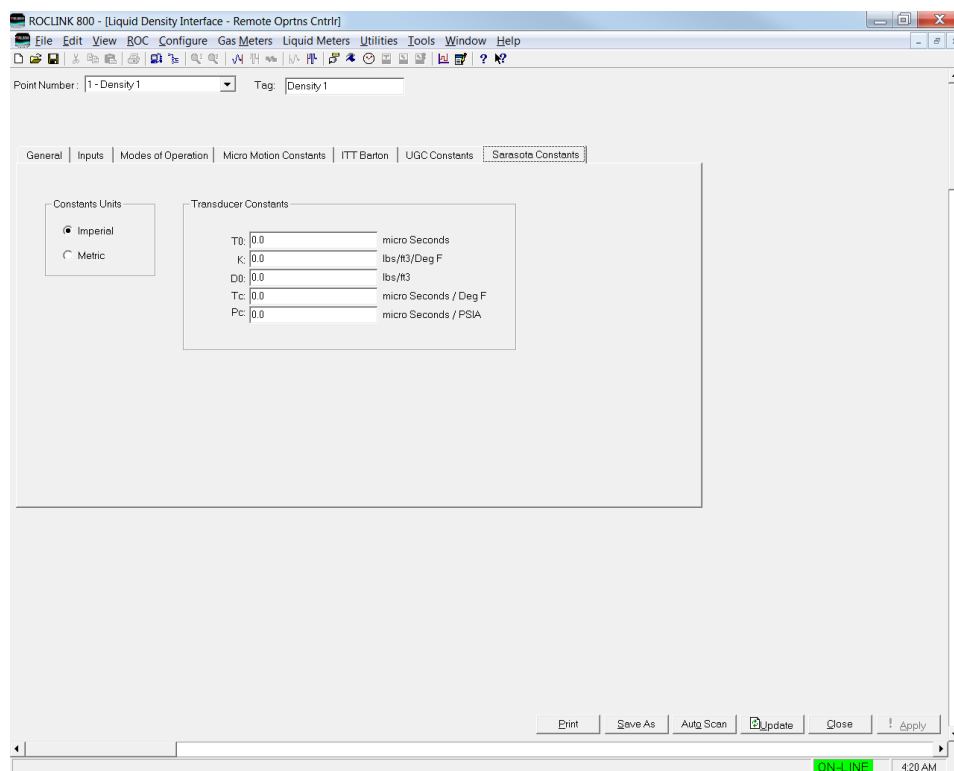 ROCLINK 800 - [Liquid Density Interface - Remote Oprtns Cntrlr]
File Edit View ROC Configure Gas Meters Liquid Meters Utilities Tools Window Help
Point Number: 1 - Density 1 Tag: Density 1
General Inputs Modes of Operation Micro Motion Constants ITT Barton UGC Constants Sarasota Constants
Constants Units Transducer Constants
Imperial
Metric
T0: 0.0 micro Seconds
K: 0.0 lbs/ft3/Deg F
D0: 0.0 lbs/ft3
Tc: 0.0 micro Seconds / Deg F
Pc: 0.0 micro Seconds / PSIA
Print Save As Auto Scan Update Close ! Apply
ON-LINE 4:20 AM